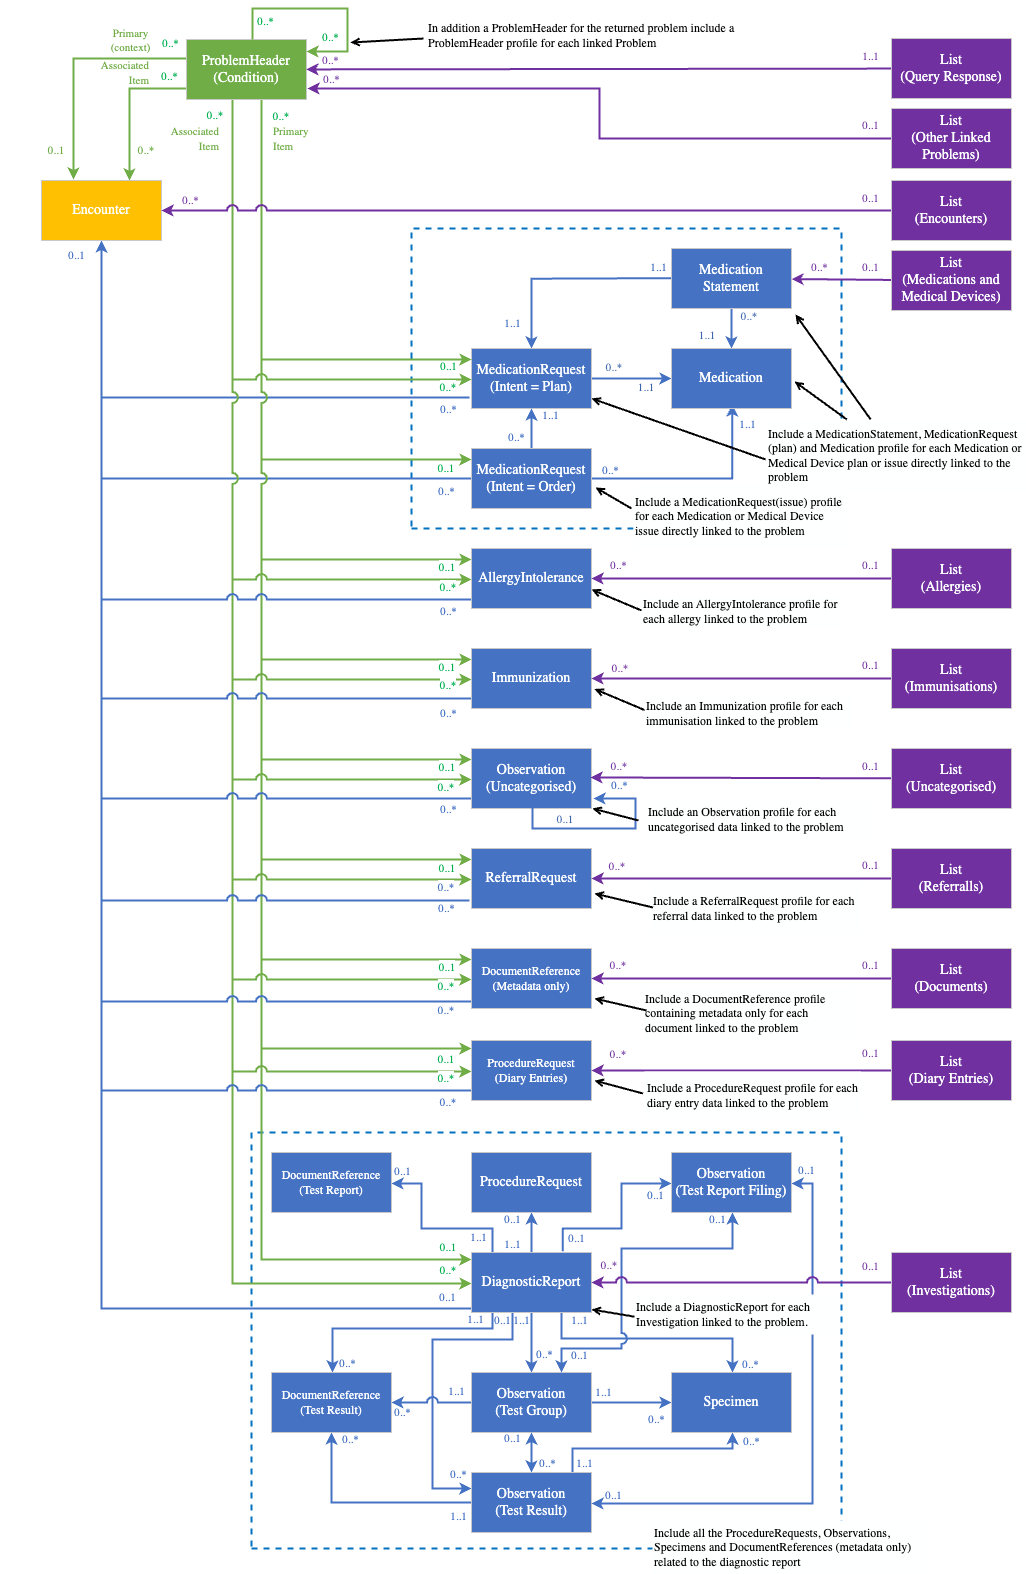 0..*
In addition a ProblemHeader for the returned problem include a
ProblemHeader profile for each linked Problem
Primary
(context)
0..*
0..*
ProblemHeader
(Condition)
0..*
1..1
List
(Query Response)
Associated
Item
0..*
0..*
0..*
Associated
Item
0..*
Primary
Item
0..1
List
(Other Linked
Problems)
0..1
0..*
Encounter
0..*
0..1
List
(Encounters)
0..1
1..1
Medication
Statement
0..*
0..1
List
(Medications and
Medical Devices)
0..*
1..1
1..1
0..1
0..*
0..*
MedicationRequest
(Intent = Plan)
0..*
1..1
Medication
1..1
0..*
1..1
Include a MedicationStatement, MedicationRequest
(plan) and Medication profile for each Medication or
Medical Device plan or issue directly linked to the
problem
0..1
0..*
MedicationRequest
(Intent = Order)
0..*
Include a MedicationRequest(issue) profile
for each Medication or Medical Device
issue directly linked to the problem
0..1
0..*
0..*
AllergyIntolerance
0..*
0..1
List
(Allergies)
Include an AllergyIntolerance profile for
each allergy linked to the problem
0..1
0..*
0..*
Immunization
0..*
0..1
List
(Immunisations)
Include an Immunization profile for each
immunisation linked to the problem
0..1
0..*
0..*
Observation
(Uncategorised)
0..*
0..*
0..1
0..1
List
(Uncategorised)
Include an Observation profile for each
uncategorised data linked to the problem
0..1
0..*
0..*
ReferralRequest
0..*
0..1
List
(Referralls)
Include a ReferralRequest profile for each
referral data linked to the problem
0..1
0..*
0..*
DocumentReference
(Metadata only)
0..*
0..1
List
(Documents)
Include a DocumentReference profile
containing metadata only for each
document linked to the problem
0..1
0..*
0..*
ProcedureRequest
(Diary Entries)
0..*
0..1
List
(Diary Entries)
Include a ProcedureRequest profile for each
diary entry data linked to the problem
DocumentReference
(Test Report)
0..1
ProcedureRequest
0..1
0..1
Observation
(Test Report Filing)
0..1
0..1
1..1
1..1
0..1
0..1
0..*
0..1
DiagnosticReport
0..*
0..1
List
(Investigations)
Include a DiagnosticReport for each
Investigation linked to the problem.
1..1
0..1
1..1
1..1
0..*
0..*
0..1
0..*
DocumentReference
(Test Result)
0..*
1..1
Observation
(Test Group)
1..1
0..*
Specimen
0..*
0..1
0..*
1..1
0..*
0..*
1..1
Observation
(Test Result)
0..1
Include all the ProcedureRequests, Observations,
Specimens and DocumentReferences (metadata only)
related to the diagnostic report